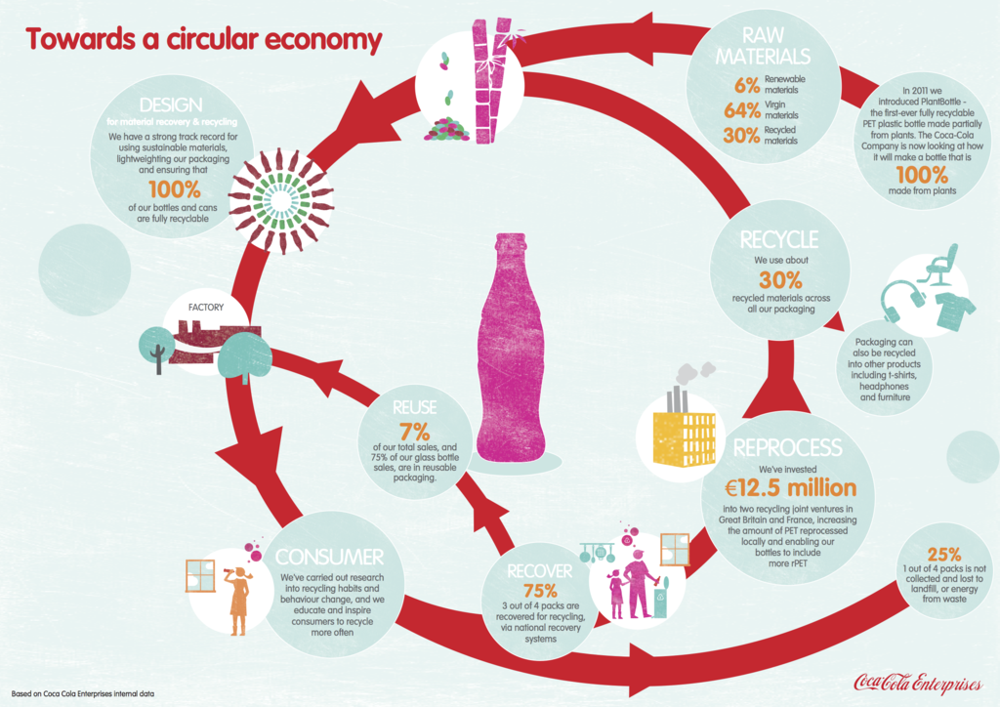 Towards a circular economy
RAW
MATERIALS
6% Renewable
materials
64% Virgin
materials
30% Recycled
materials
In 2011 we
introduced PlantBottle -
the first-ever fully recyclable
PET plastic bottle made partially
from plants. The Coca-Cola
Company is now looking at how
it will make a bottle that is
100%
made from plants
DESIGN
for material recovery & recycling
We have a strong track record for
using sustainable materials,
lightweighting our packaging
and ensuring that
100%
of our bottles and cans
are fully recyclable
RECYCLE
We use about
30%
recycled materials across
all our packaging
Packaging can
also be recycled
into other products
including t-shirts,
headphones
and furniture
FACTORY
REUSE
7%
of our total sales, and
75% of our glass bottle
sales, are in reusable
packaging.
REPROCESS
We've invested
€12.5 million
into two recycling joint ventures in
Great Britain and France, increasing
the amount of PET reprocessed
locally and enabling our
bottles to include
more rPET
CONSUMER
We've carried out research
into recycling habits and
behaviour change, and we
educate and inspire
consumers to recycle
more often
RECOVER
75%
3 out of 4 packs are
recovered for recycling,
via national recovery
systems
25%
1 out of 4 packs is not
collected and lost to
landfill, or energy
from waste
Based on Coca Cola Enterprises internal data
Coca-Cola Enterprises